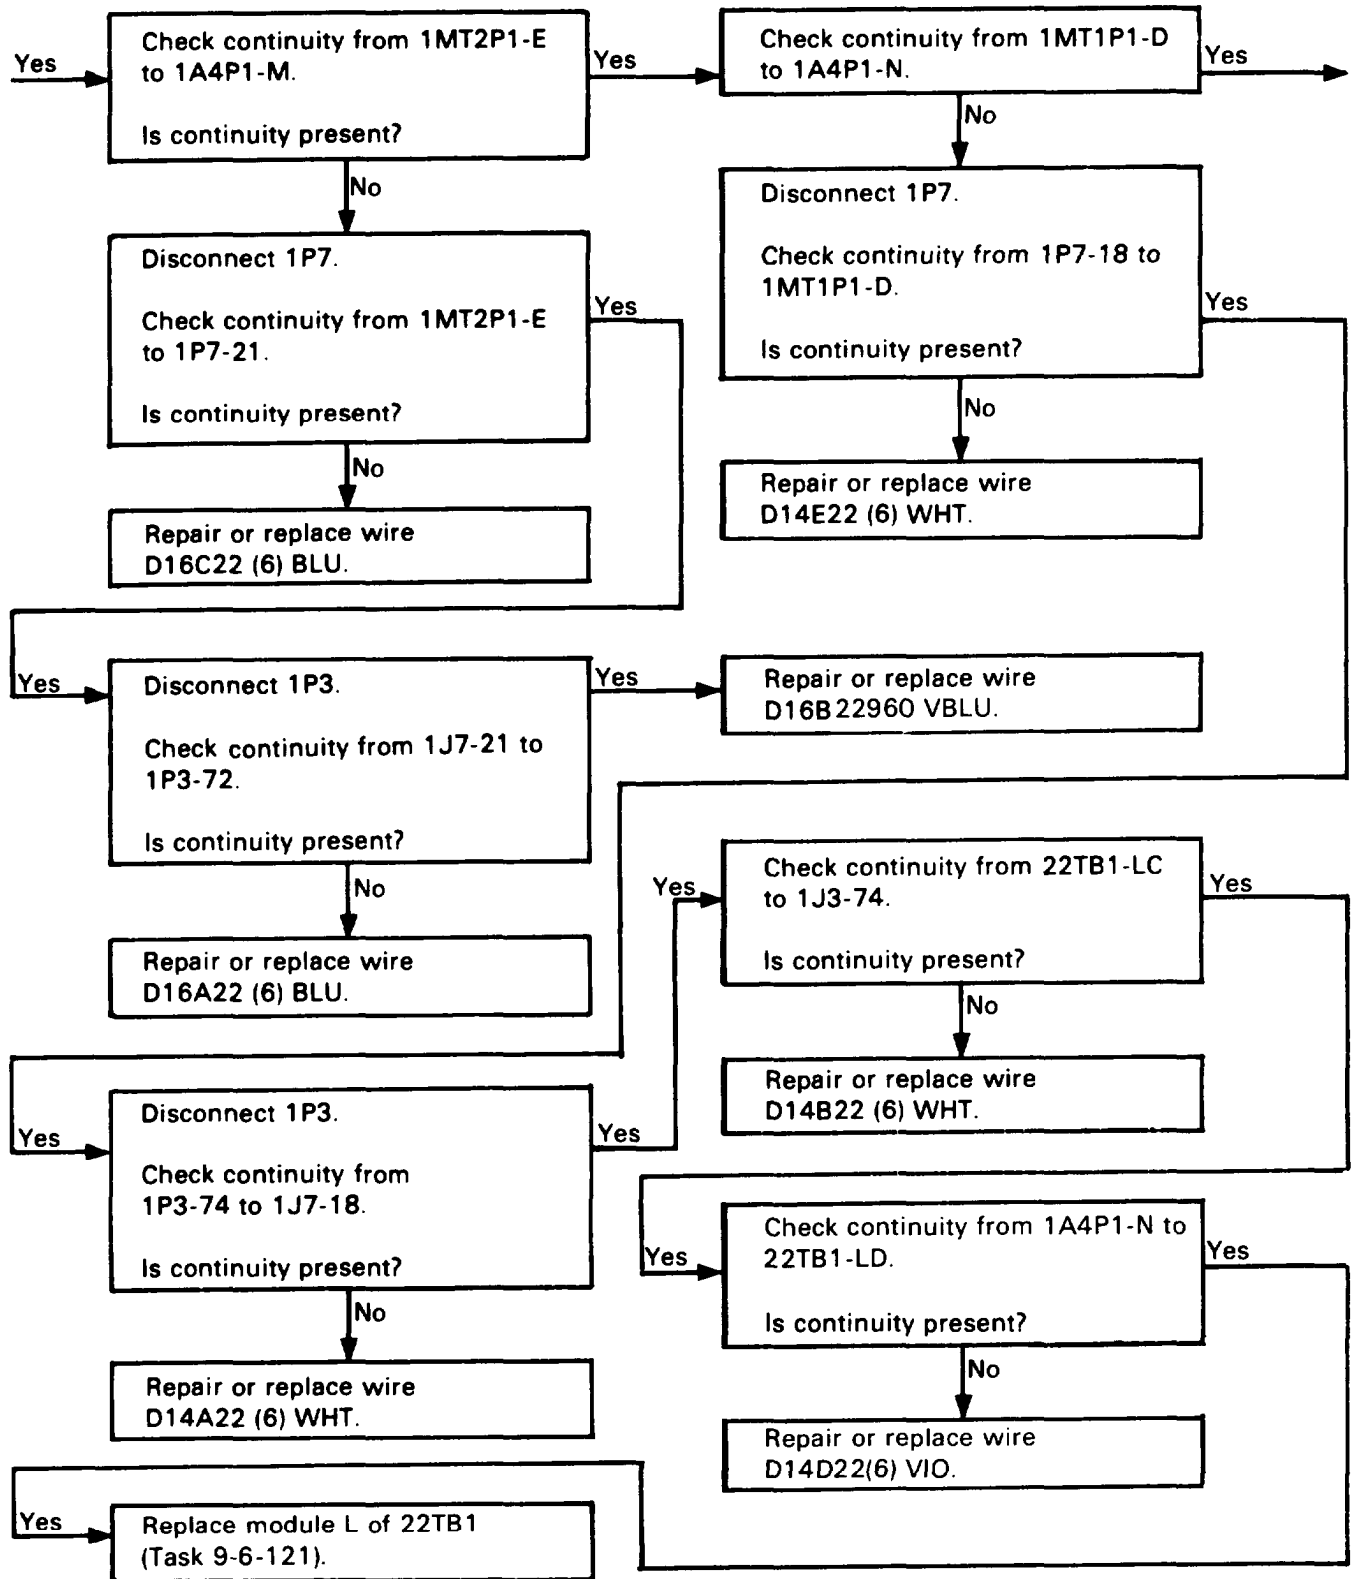 Yes
Check continuity from 1MT2P1-E
to 1A4P1-M.
Is continuity present?
Yes
Check continuity from 1MT1P1-D
to 1A4P1-N.
Yes
No
No
Disconnect 1P7.
Check continuity from 1MT2P1-E
to 1P7-21.
Is continuity present?
Yes
Disconnect 1P7.
Check continuity from 1P7-18 to
1MT1P1-D.
Is continuity present?
Yes
No
Repair or replace wire
D16C22 (6) BLU.
No
Repair or replace wire
D14E22 (6) WHT.
Yes
Disconnect 1P3.
Check continuity from 1J7-21 to
1P3-72.
Is continuity present?
Yes
Repair or replace wire
D16B22960 VBLU.
No
Repair or replace wire
D16A22 (6) BLU.
Yes
Check continuity from 22TB1-LC
to 1J3-74.
Is continuity present?
Yes
No
Repair or replace wire
D14B22 (6) WHT.
Yes
Disconnect 1P3.
Check continuity from
1P3-74 to 1J7-18.
Is continuity present?
Yes
No
Repair or replace wire
D14A22 (6) WHT.
Yes
Check continuity from 1A4P1-N to
22TB1-LD.
Is continuity present?
Yes
No
Repair or replace wire
D14D22(6) VIO.
Yes
Replace module L of 22TB1
(Task 9-6-121).